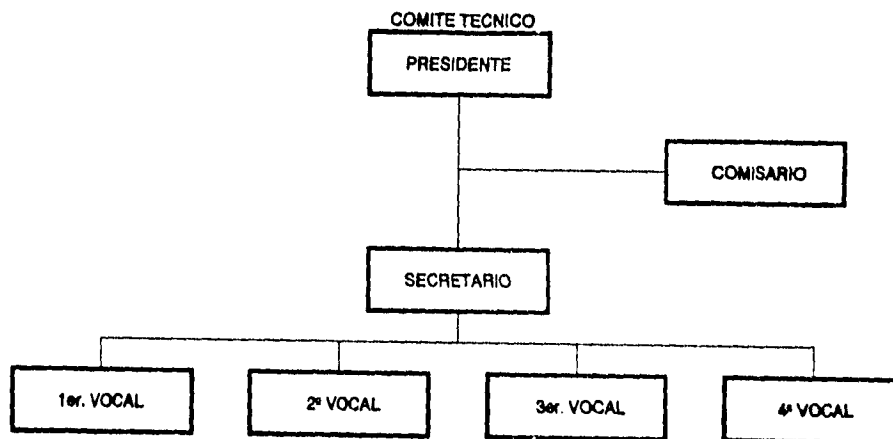 COMITE TECNICO
PRESIDENTE
COMISARIO
SECRETARIO
1er. VOCAL
2º VOCAL
3er. VOCAL
4º VOCAL